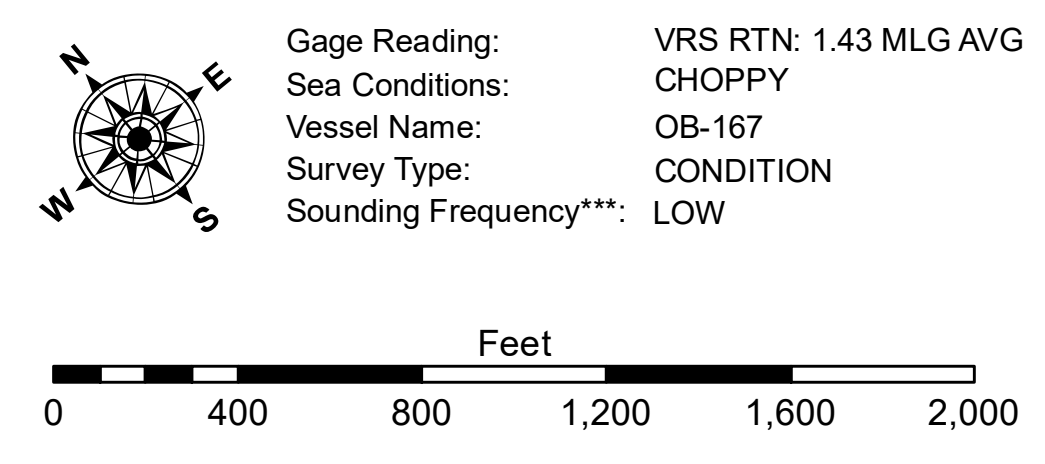 N
E
W
S
Gage Reading: VRS RTN: 1.43 MLG AVG
Sea Conditions: CHOPPY
Vessel Name: OB-167
Survey Type: CONDITION
Sounding Frequency***: LOW
Feet
0 400 800 1,200 1,600 2,000